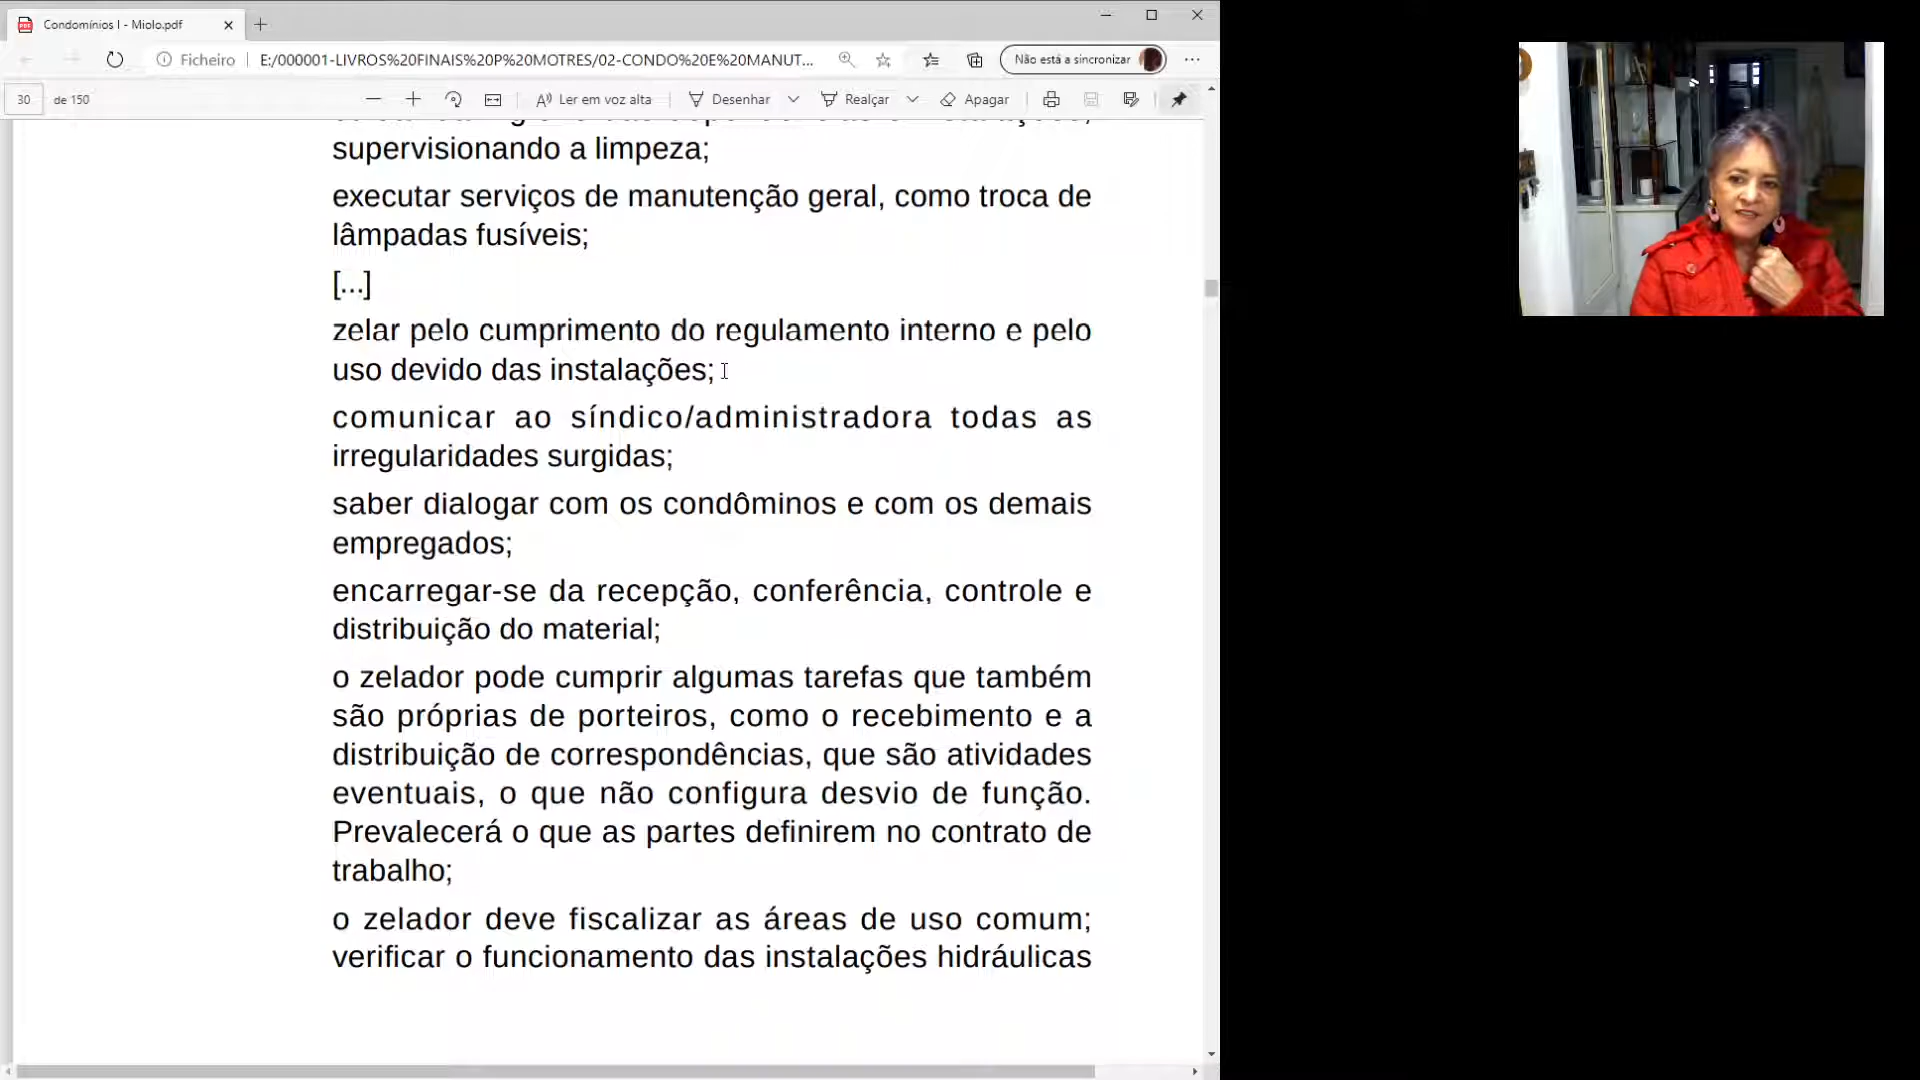 Condomínios I - Miolo.pdf
Ficheiro
E:/000001-LIVROS%20FINAIS%20P%20MOTRES/02-CONDO%20E%20MANUT...
Não está a sincronizar
30
de 150
Ler em voz alta
Desenhar
Realçar
Apagar
supervisionando a limpeza;
executar serviços de manutenção geral, como troca de
lâmpadas fusíveis;
[...]
zelar pelo cumprimento do regulamento interno e pelo
uso devido das instalações;
comunicar ao síndico/administradora todas as
irregularidades surgidas;
saber dialogar com os condôminos e com os demais
empregados;
encarregar-se da recepção, conferência, controle e
distribuição do material;
o zelador pode cumprir algumas tarefas que também
são próprias de porteiros, como o recebimento e a
distribuição de correspondências, que são atividades
eventuais, o que não configura desvio de função.
Prevalecerá o que as partes definirem no contrato de
trabalho;
o zelador deve fiscalizar as áreas de uso comum;
verificar o funcionamento das instalações hidráulicas